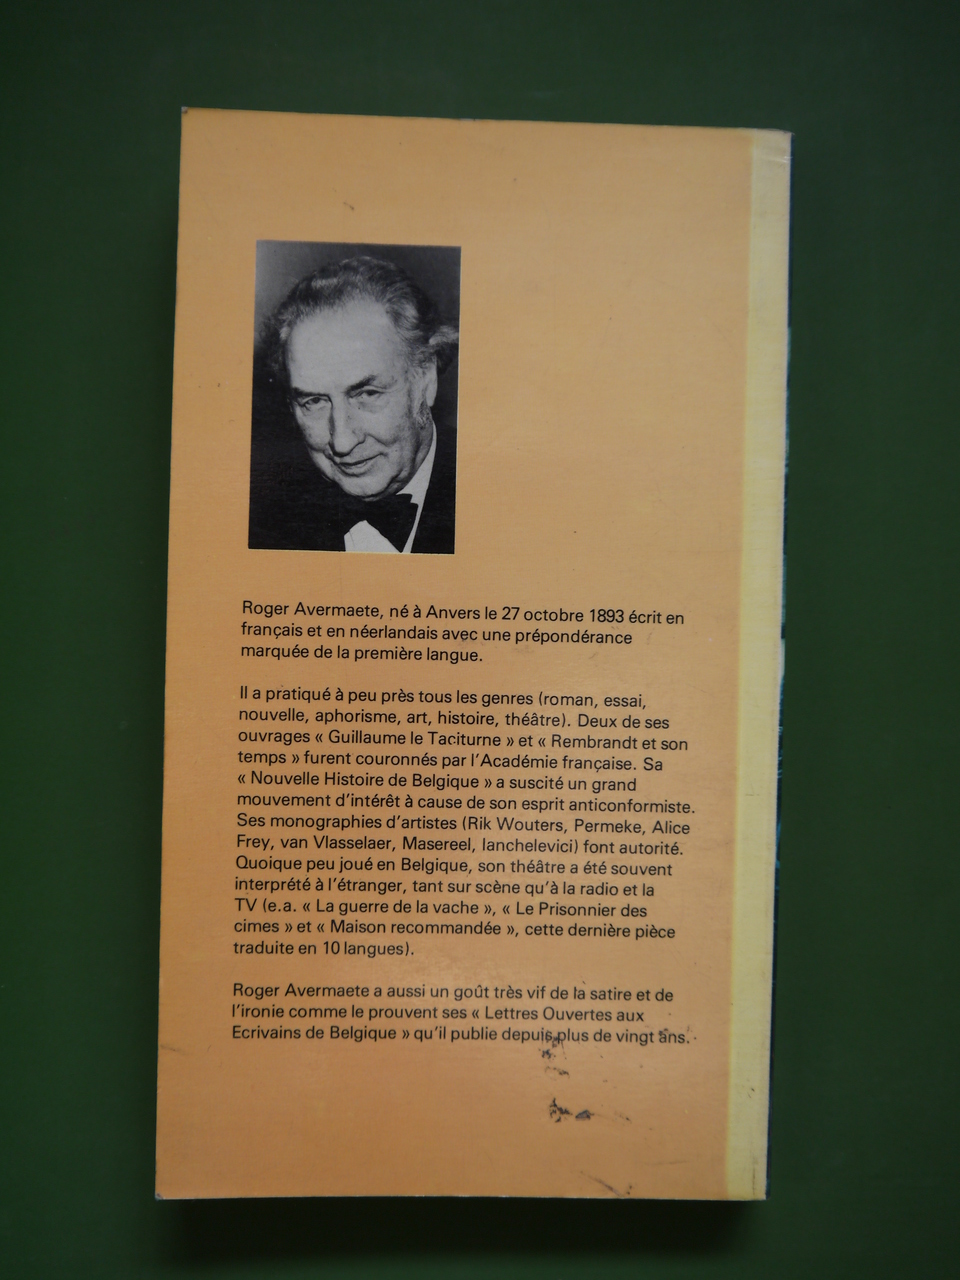 Roger Avermaete, né à Anvers le 27 octobre 1893 écrit en
français et en néerlandais avec une prépondérance
marquée de la première langue.
Il a pratiqué à peu près tous les genres (roman, essai,
nouvelle, aphorisme, art, histoire, théâtre). Deux de ses
ouvrages « Guillaume le Taciturne » et « Rembrandt et son
temps » furent couronnés par l'Académie française. Sa
« Nouvelle Histoire de Belgique » a suscité un grand
mouvement d'intérêt à cause de son esprit anticonformiste.
Ses monographies d'artistes (Rik Wouters, Permeke, Alice
Frey, van Vlasselaer, Masereel, Ianchelevici) font autorité.
Quoique peu joué en Belgique, son théâtre a été souvent
interprété à l'étranger, tant sur scène qu'à la radio et la
TV (e.a. « La guerre de la vache », « Le Prisonnier des
cimes » et « Maison recommandée », cette dernière pièce
traduite en 10 langues).
Roger Avermaete a aussi un goût très vif de la satire et de
l'ironie comme le prouvent ses « Lettres Ouvertes aux
Ecrivains de Belgique » qu'il publie depuis plus de vingt ans.